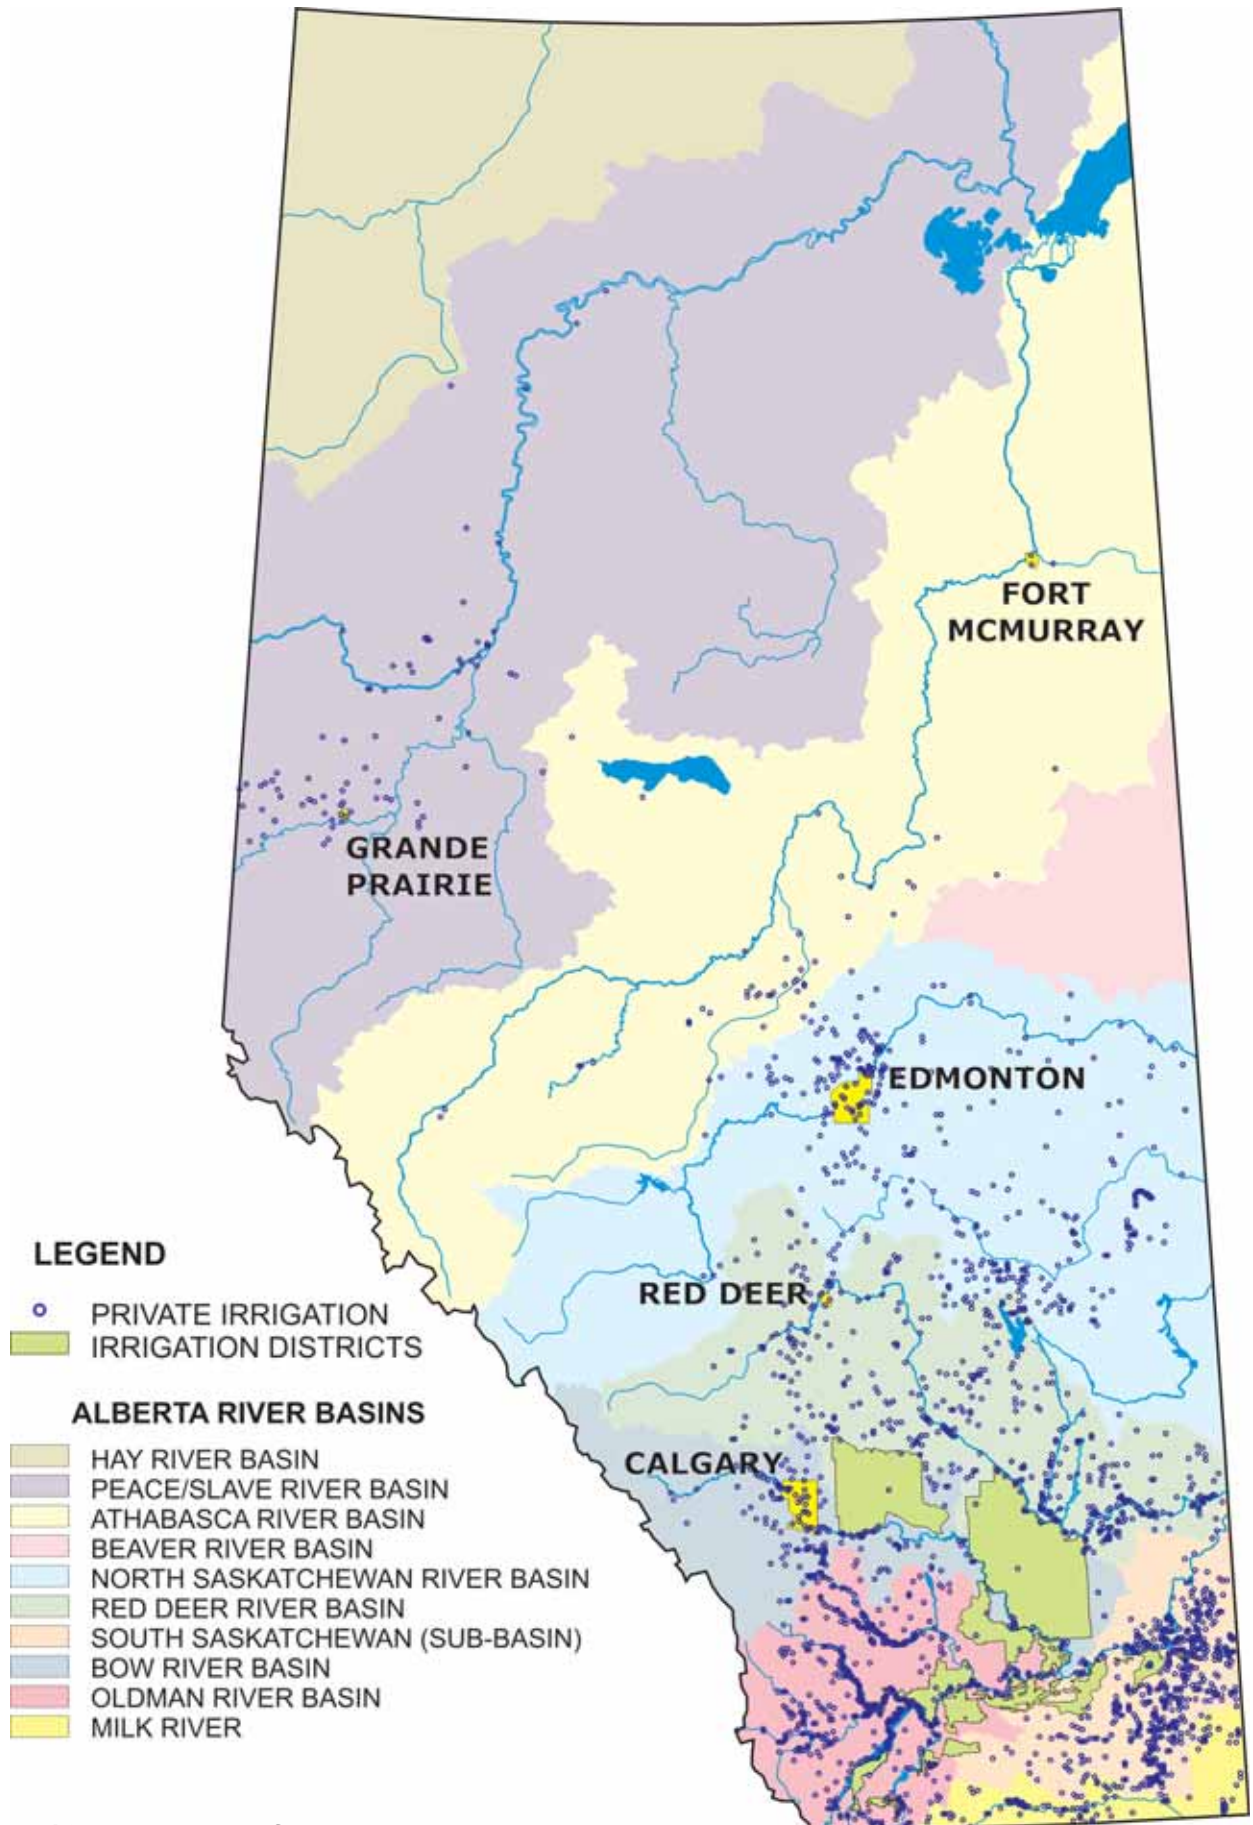 FORT
MCMURRAY
GRANDE
PRAIRIE
EDMONTON
RED DEER
CALGARY
LEGEND
PRIVATE IRRIGATION
IRRIGATION DISTRICTS
ALBERTA RIVER BASINS
HAY RIVER BASIN
PEACE/SLAVE RIVER BASIN
ATHABASCA RIVER BASIN
BEAVER RIVER BASIN
NORTH SASKATCHEWAN RIVER BASIN
RED DEER RIVER BASIN
SOUTH SASKATCHEWAN (SUB-BASIN)
BOW RIVER BASIN
OLDMAN RIVER BASIN
MILK RIVER